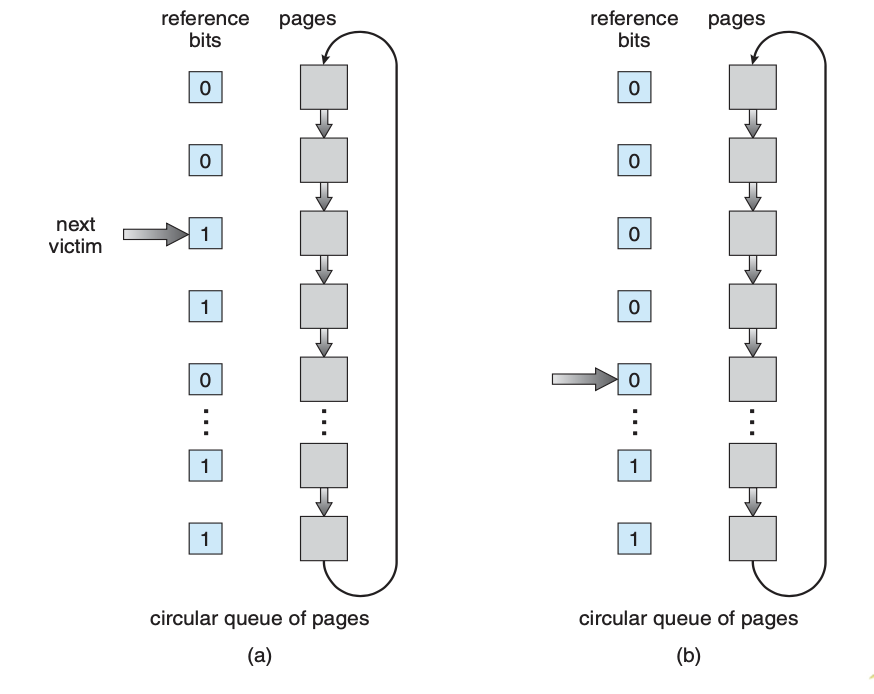 reference pages
bits
0
0
next
victim
1
1
0
1
1
circular queue of pages
(a)
reference pages
bits
0
0
0
0
0
1
1
circular queue of pages
(b)